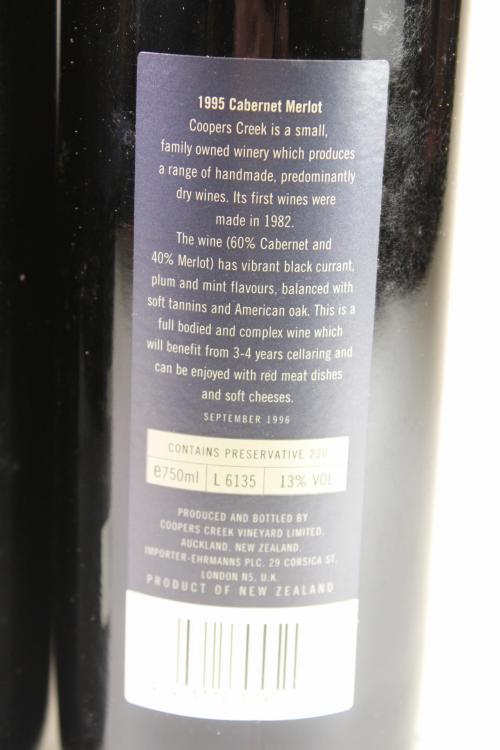 1995 Cabernet Merlot
Coopers Creek is a small,
family owned winery which produces
a range of handmade, predominantly
dry wines. Its first wines were
made in 1982.
The wine (60% Cabernet and
40% Merlot) has vibrant black currant,
plum and mint flavours, balanced with
soft tannins and American oak. This is a
full bodied and complex wine which
will benefit from 3-4 years cellaring and
can be enjoyed with red meat dishes
and soft cheeses.
SEPTEMBER 1996
CONTAINS PRESERVATIVE 220
e750ml L 6135 13% VOL
PRODUCED AND BOTTLED BY
COOPERS CREEK VINEYARD LIMITED,
AUCKLAND, NEW ZEALAND.
IMPORTER-EHRMANNS PLC, 29 CORSICA ST.
LONDON N5, U.K.
PRODUCT OF NEW ZEALAND